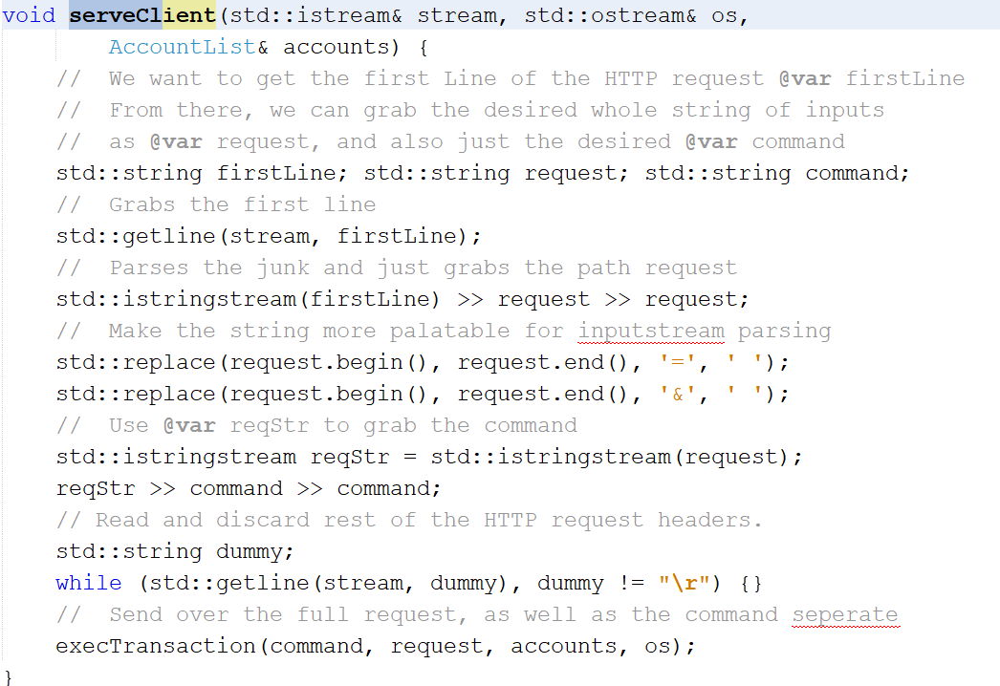 void serveClient(std::istream& stream, std::ostream& os,
        AccountList& accounts) {
    //  We want to get the first Line of the HTTP request @var firstLine
    //  From there, we can grab the desired whole string of inputs
    //  as @var request, and also just the desired @var command
    std::string firstLine; std::string request; std::string command;
    //  Grabs the first line
    std::getline(stream, firstLine);
    //  Parses the junk and just grabs the path request
    std::istringstream(firstLine) >> request >> request;
    //  Make the string more palatable for inputstream parsing
    std::replace(request.begin(), request.end(), '=', ' ');
    std::replace(request.begin(), request.end(), '&', ' ');
    //  Use @var reqStr to grab the command
    std::istringstream reqStr = std::istringstream(request);
    reqStr >> command >> command;
    // Read and discard rest of the HTTP request headers.
    std::string dummy;
    while (std::getline(stream, dummy), dummy != "\r") {}
    //  Send over the full request, as well as the command seperate
    execTransaction(command, request, accounts, os);
}